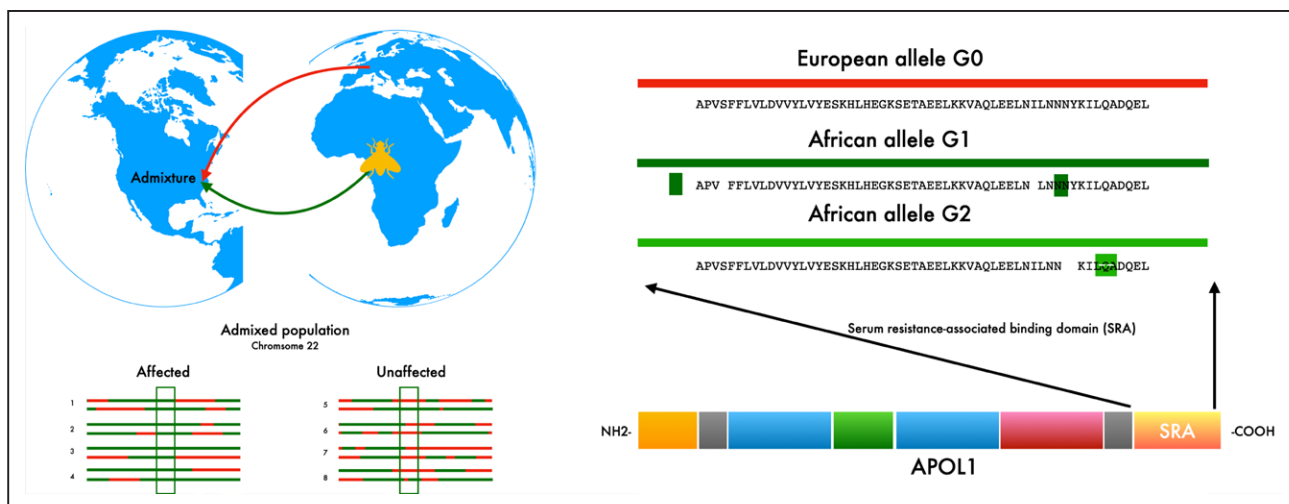 Admixture
Admixed population
Chromsome 22
Affected
Unaffected
1
2
3
4
5
6
7
8
European allele G0
APVSFFLVLDVVYLVYESKHLHEGKSETAEELKKVAQLEELNILNNNYKILQADQEL
African allele G1
APV FFLVLDVVYLVYESKHLHEGKSETAEELKKVAQLEELN LNNNYKILQADQEL
African allele G2
APVSFFLVLDVVYLVYESKHLHEGKSETAEELKKVAQLEELNILNN KILQADQEL
Serum resistance-associated binding domain (SRA)
NH2-
SRA
-COOH
APOL1